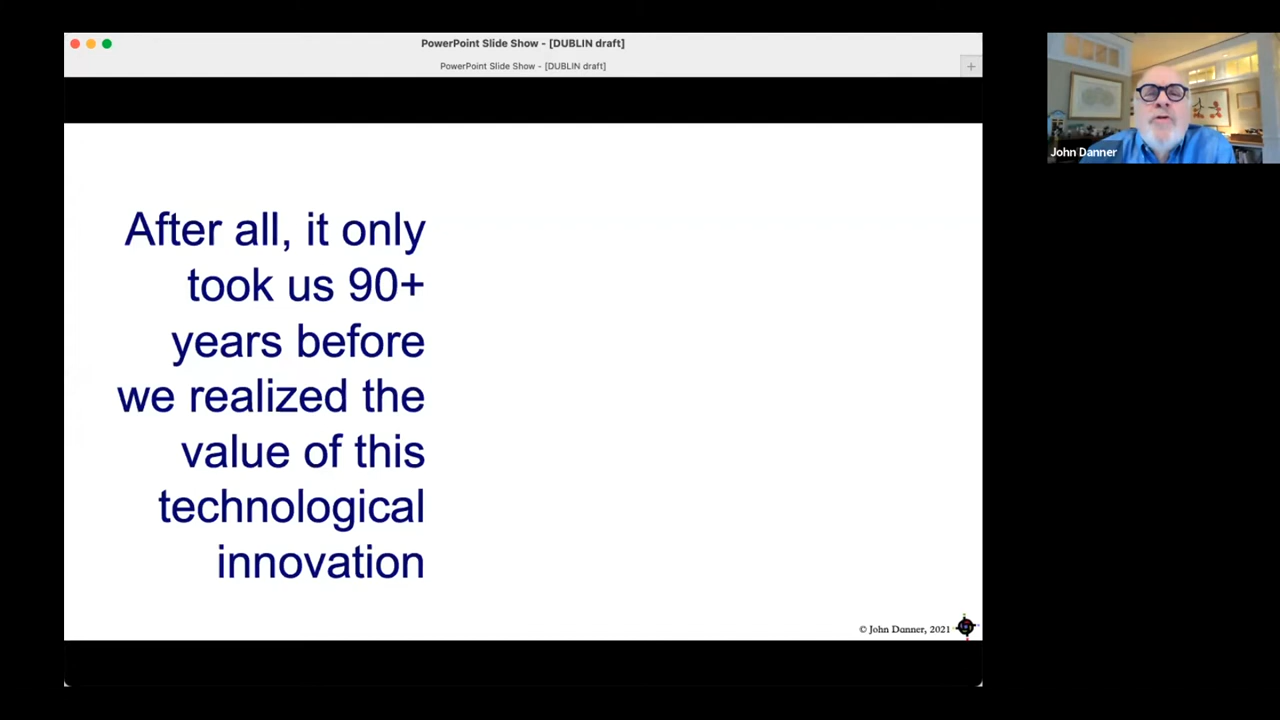 PowerPoint Slide Show - [DUBLIN draft]
PowerPoint Slide Show - [DUBLIN draft]
After all, it only
took us 90+
years before
we realized the
value of this
technological
innovation
© John Danner, 2021
John Danner